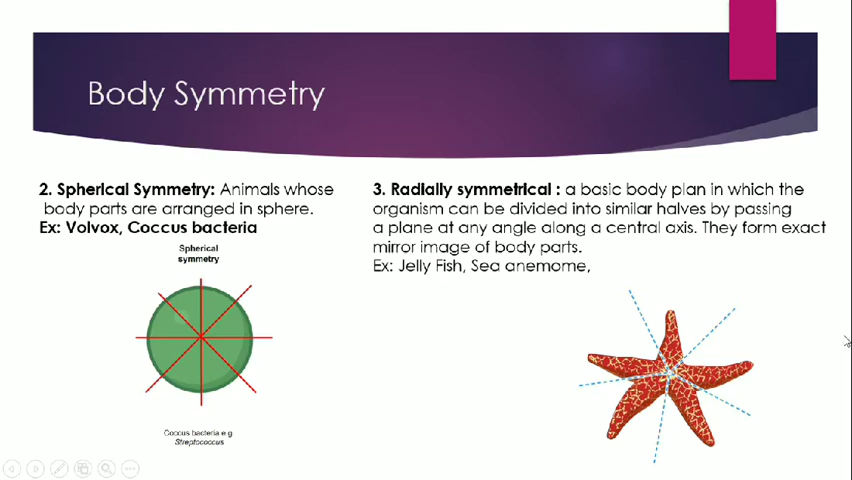 Body Symmetry
2. Spherical Symmetry: Animals whose
body parts are arranged in sphere.
Ex: Volvox, Coccus bacteria
Spherical
symmetry
Coccus bacteria e.g
Streptococcus
3. Radially symmetrical : a basic body plan in which the
organism can be divided into similar halves by passing
a plane at any angle along a central axis. They form exact
mirror image of body parts.
Ex: Jelly Fish, Sea anemome,